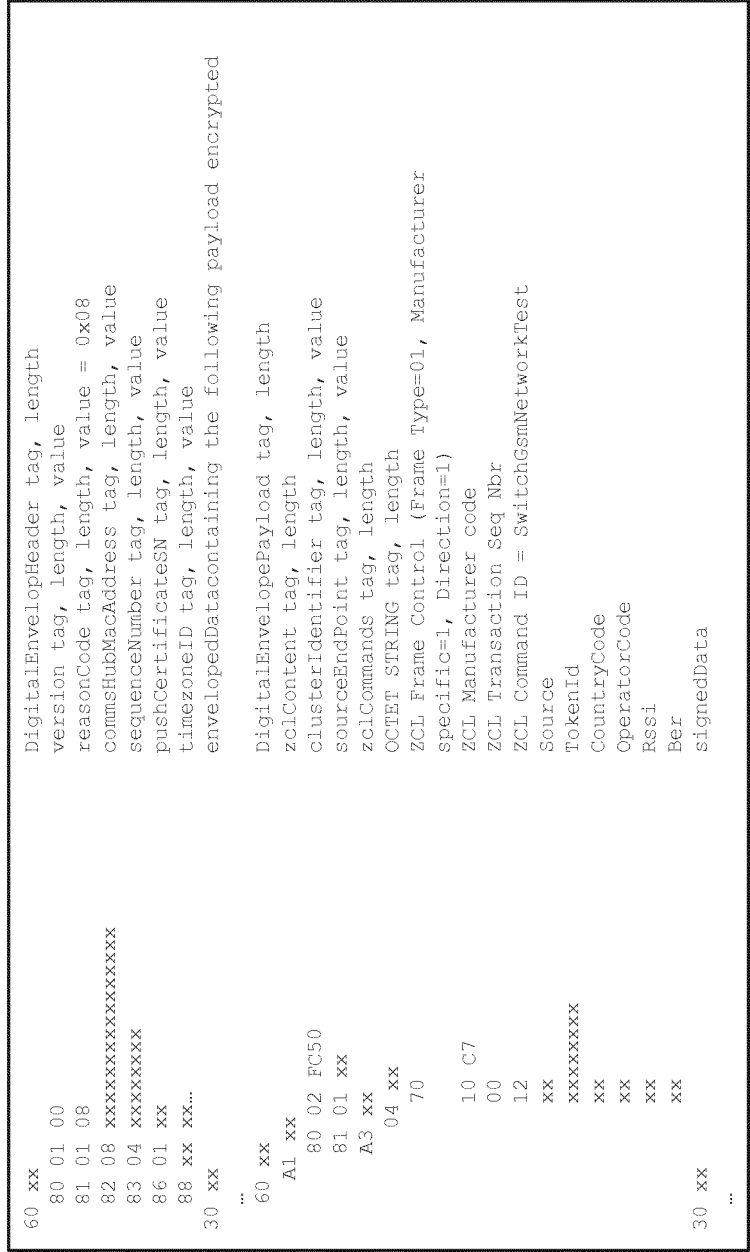 60 xx DigitalEnvelopHeader tag, length
80 01 00 version tag, length, value
81 01 08 reasonCode tag, length, value = 0x08
82 08 xxxxxxxxxxxxxxxx commsHubMacAddress tag, length, value
83 04 xxxxxxxx sequenceNumber tag, length, value
86 01 xx pushCertificateSN tag, length, value
88 xx xx… timezoneID tag, length, value
30 xx envelopedDatacontaining the following payload encrypted
…
60 xx DigitalEnvelopePayload tag, length
A1 xx zclContent tag, length
80 02 FC50 clusterIdentifier tag, length, value
81 01 xx sourceEndPoint tag, length, value
A3 xx zclCommands tag, length
04 xx OCTET STRING tag, length
70 ZCL Frame Control (Frame Type=01, Manufacturer
specific=1, Direction=1)
10 C7 ZCL Manufacturer code
00 ZCL Transaction Seq Nbr
12 ZCL Command ID = SwitchGsmNetworkTest
xx Source
xxxxxxxx TokenId
xx CountryCode
xx OperatorCode
xx Rssi
xx Ber
30 xx signedData
…